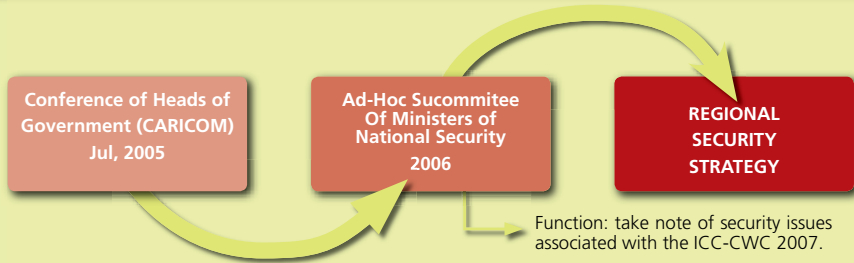 Conference of Heads of
Government (CARICOM)
Jul, 2005
Ad-Hoc Sucommitee
Of Ministers of
National Security
2006
REGIONAL
SECURITY
STRATEGY
Function: take note of security issues
associated with the ICC-CWC 2007.